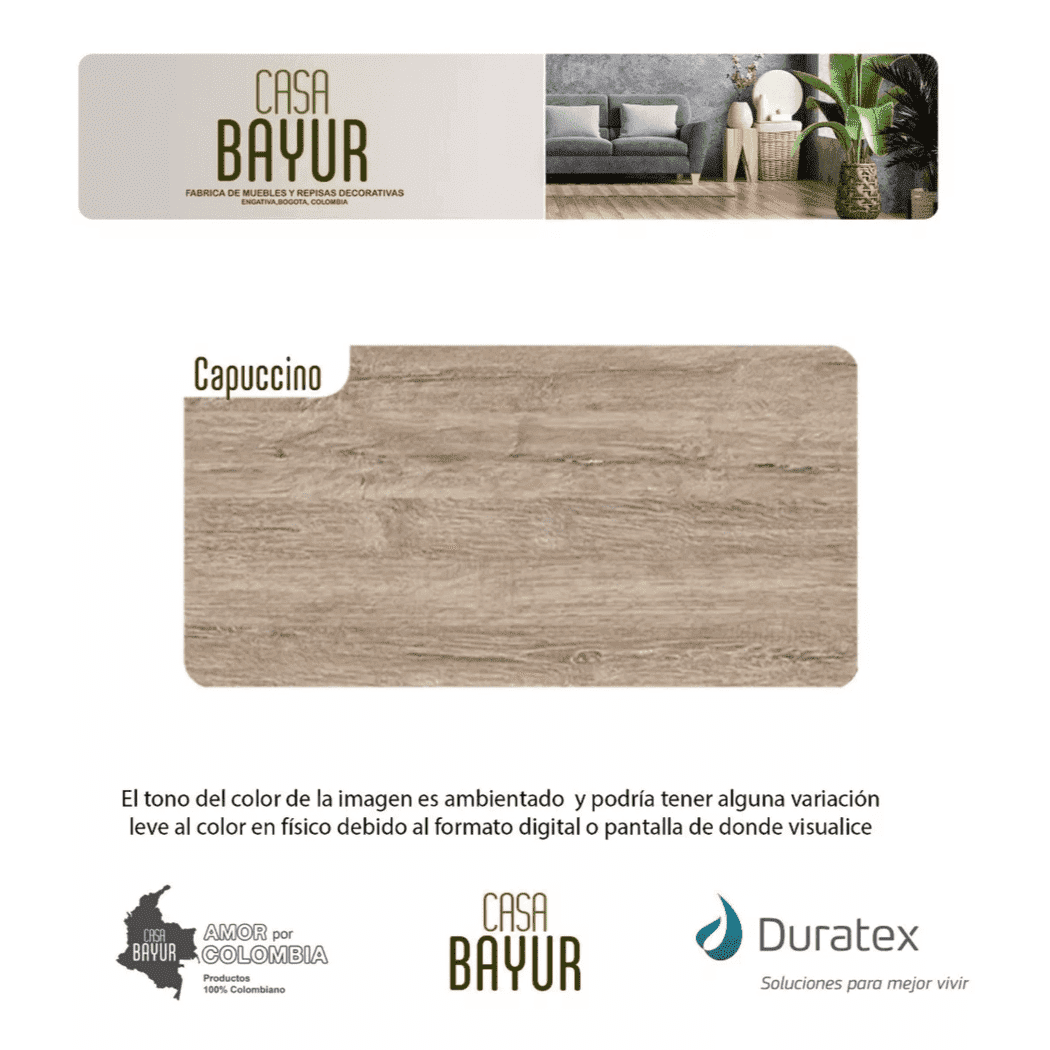 CASA
BAYUR
FABRICA DE MUEBLES Y REPISAS DECORATIVAS
ENGATIVA,BOGOTA, COLOMBIA
Capuccino
El tono del color de la imagen es ambientado y podría tener alguna variación
leve al color en físico debido al formato digital o pantalla de donde visualice
CASA
BAYUR
AMOR por
COLOMBIA
Productos
100% Colombiano
CASA
BAYUR
Duratex
Soluciones para mejor vivir